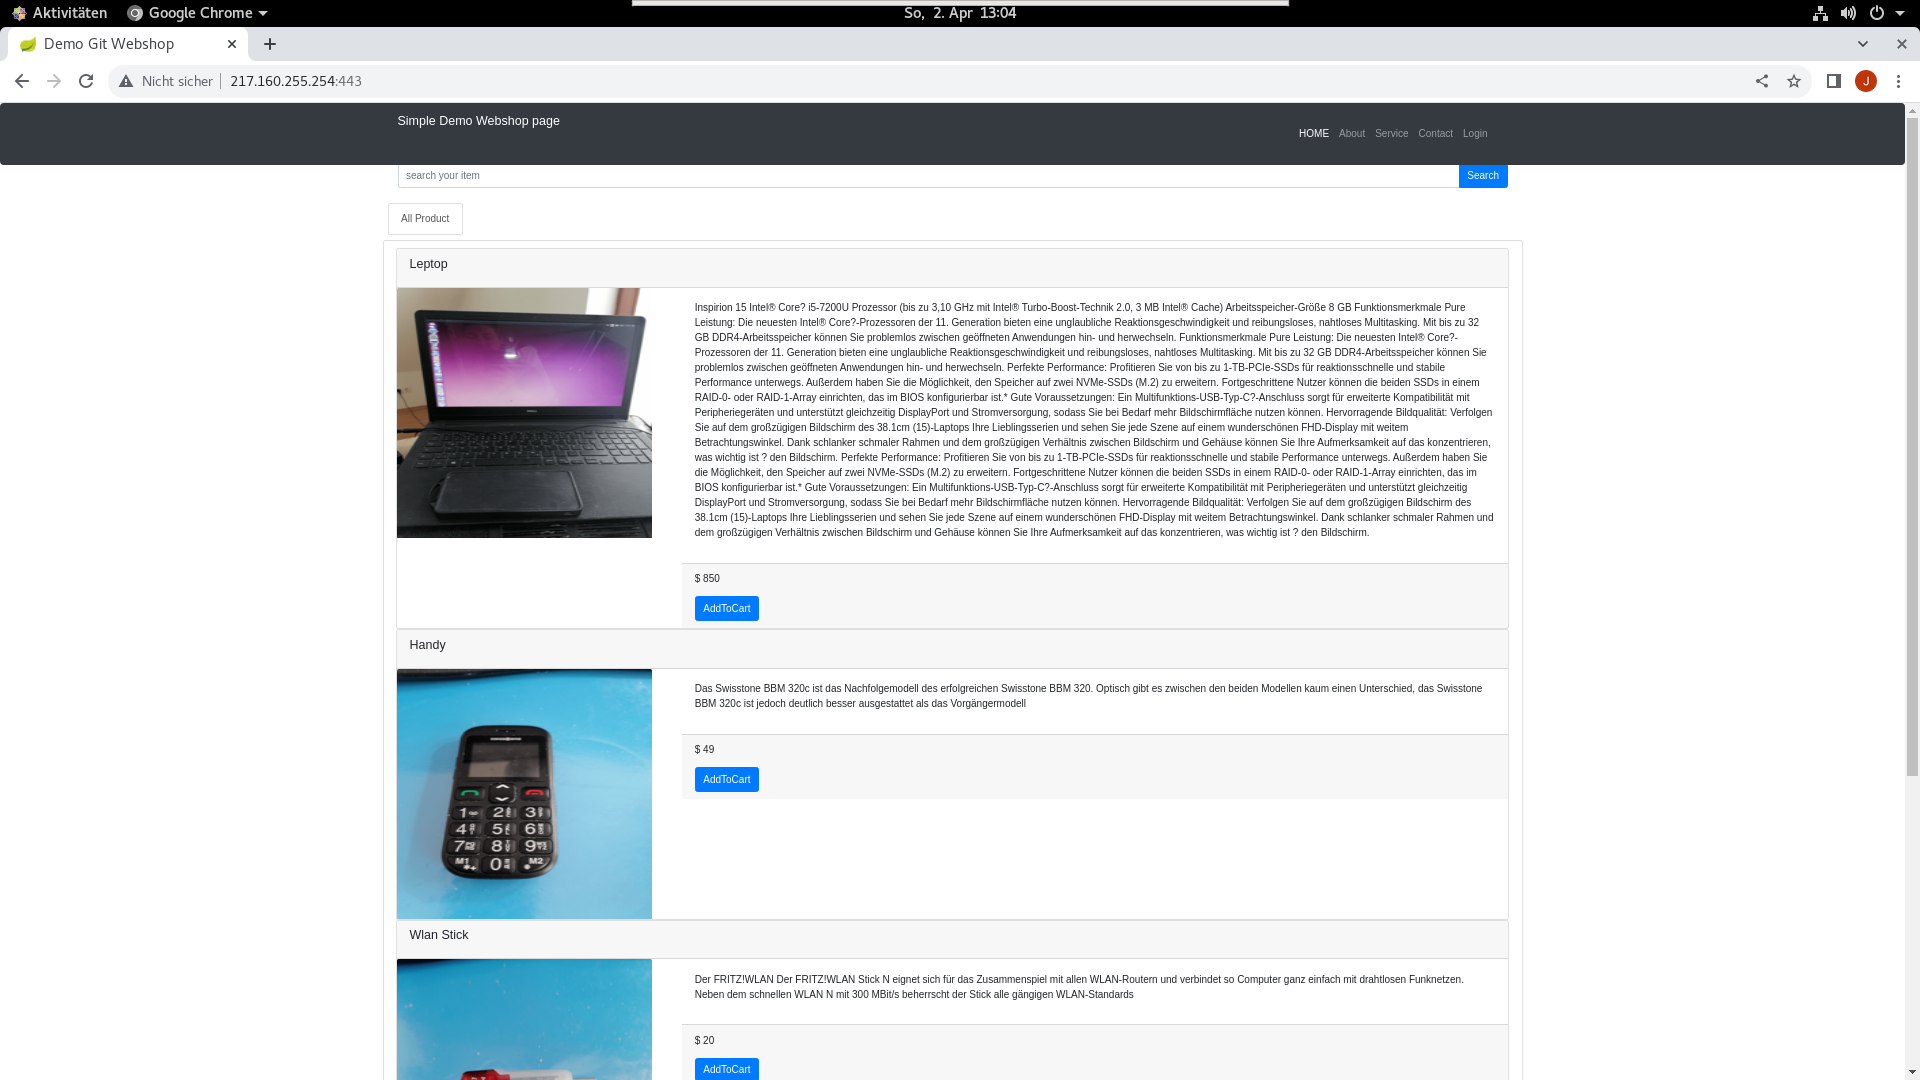 Aktivitäten
Google Chrome
So, 2. Apr 13:04
Demo Git Webshop
Nicht sicher
217.160.255.254:443
J
Simple Demo Webshop page
HOME
About
Service
Contact
Login
search your item
Search
All Product
Leptop
Inspirion 15 Intel® Core? i5-7200U Prozessor (bis zu 3,10 GHz mit Intel® Turbo-Boost-Technik 2.0, 3 MB Intel® Cache) Arbeitsspeicher-Größe 8 GB Funktionsmerkmale Pure
Leistung: Die neuesten Intel® Core?-Prozessoren der 11. Generation bieten eine unglaubliche Reaktionsgeschwindigkeit und reibungsloses, nahtloses Multitasking. Mit bis zu 32
GB DDR4-Arbeitsspeicher können Sie problemlos zwischen geöffneten Anwendungen hin- und herwechseln. Funktionsmerkmale Pure Leistung: Die neuesten Intel® Core?-
Prozessoren der 11. Generation bieten eine unglaubliche Reaktionsgeschwindigkeit und reibungsloses, nahtloses Multitasking. Mit bis zu 32 GB DDR4-Arbeitsspeicher können Sie
problemlos zwischen geöffneten Anwendungen hin- und herwechseln. Perfekte Performance: Profitieren Sie von bis zu 1-TB-PCIe-SSDs für reaktionsschnelle und stabile
Performance unterwegs. Außerdem haben Sie die Möglichkeit, den Speicher auf zwei NVMe-SSDs (M.2) zu erweitern. Fortgeschrittene Nutzer können die beiden SSDs in einem
RAID-0- oder RAID-1-Array einrichten, das im BIOS konfigurierbar ist.* Gute Voraussetzungen: Ein Multifunktions-USB-Typ-C?-Anschluss sorgt für erweiterte Kompatibilität mit
Peripheriegeräten und unterstützt gleichzeitig DisplayPort und Stromversorgung, sodass Sie bei Bedarf mehr Bildschirmfläche nutzen können. Hervorragende Bildqualität: Verfolgen
Sie auf dem großzügigen Bildschirm des 38.1cm (15)-Laptops Ihre Lieblingsserien und sehen Sie jede Szene auf einem wunderschönen FHD-Display mit weitem
Betrachtungswinkel. Dank schlanker schmaler Rahmen und dem großzügigen Verhältnis zwischen Bildschirm und Gehäuse können Sie Ihre Aufmerksamkeit auf das konzentrieren,
was wichtig ist ? den Bildschirm. Perfekte Performance: Profitieren Sie von bis zu 1-TB-PCIe-SSDs für reaktionsschnelle und stabile Performance unterwegs. Außerdem haben Sie
die Möglichkeit, den Speicher auf zwei NVMe-SSDs (M.2) zu erweitern. Fortgeschrittene Nutzer können die beiden SSDs in einem RAID-0- oder RAID-1-Array einrichten, das im
BIOS konfigurierbar ist.* Gute Voraussetzungen: Ein Multifunktions-USB-Typ-C?-Anschluss sorgt für erweiterte Kompatibilität mit Peripheriegeräten und unterstützt gleichzeitig
DisplayPort und Stromversorgung, sodass Sie bei Bedarf mehr Bildschirmfläche nutzen können. Hervorragende Bildqualität: Verfolgen Sie auf dem großzügigen Bildschirm des
38.1cm (15)-Laptops Ihre Lieblingsserien und sehen Sie jede Szene auf einem wunderschönen FHD-Display mit weitem Betrachtungswinkel. Dank schlanker schmaler Rahmen und
dem großzügigen Verhältnis zwischen Bildschirm und Gehäuse können Sie Ihre Aufmerksamkeit auf das konzentrieren, was wichtig ist ? den Bildschirm.
$ 850
AddToCart
Handy
Das Swisstone BBM 320c ist das Nachfolgemodell des erfolgreichen Swisstone BBM 320. Optisch gibt es zwischen den beiden Modellen kaum einen Unterschied, das Swisstone
BBM 320c ist jedoch deutlich besser ausgestattet als das Vorgängermodell
$ 49
AddToCart
1 2 3
4 5 6
7 8 9
M1 0 M2
Wlan Stick
Der FRITZ!WLAN Der FRITZ!WLAN Stick N eignet sich für das Zusammenspiel mit allen WLAN-Routern und verbindet so Computer ganz einfach mit drahtlosen Funknetzen.
Neben dem schnellen WLAN N mit 300 MBit/s beherrscht der Stick alle gängigen WLAN-Standards
$ 20
AddToCart